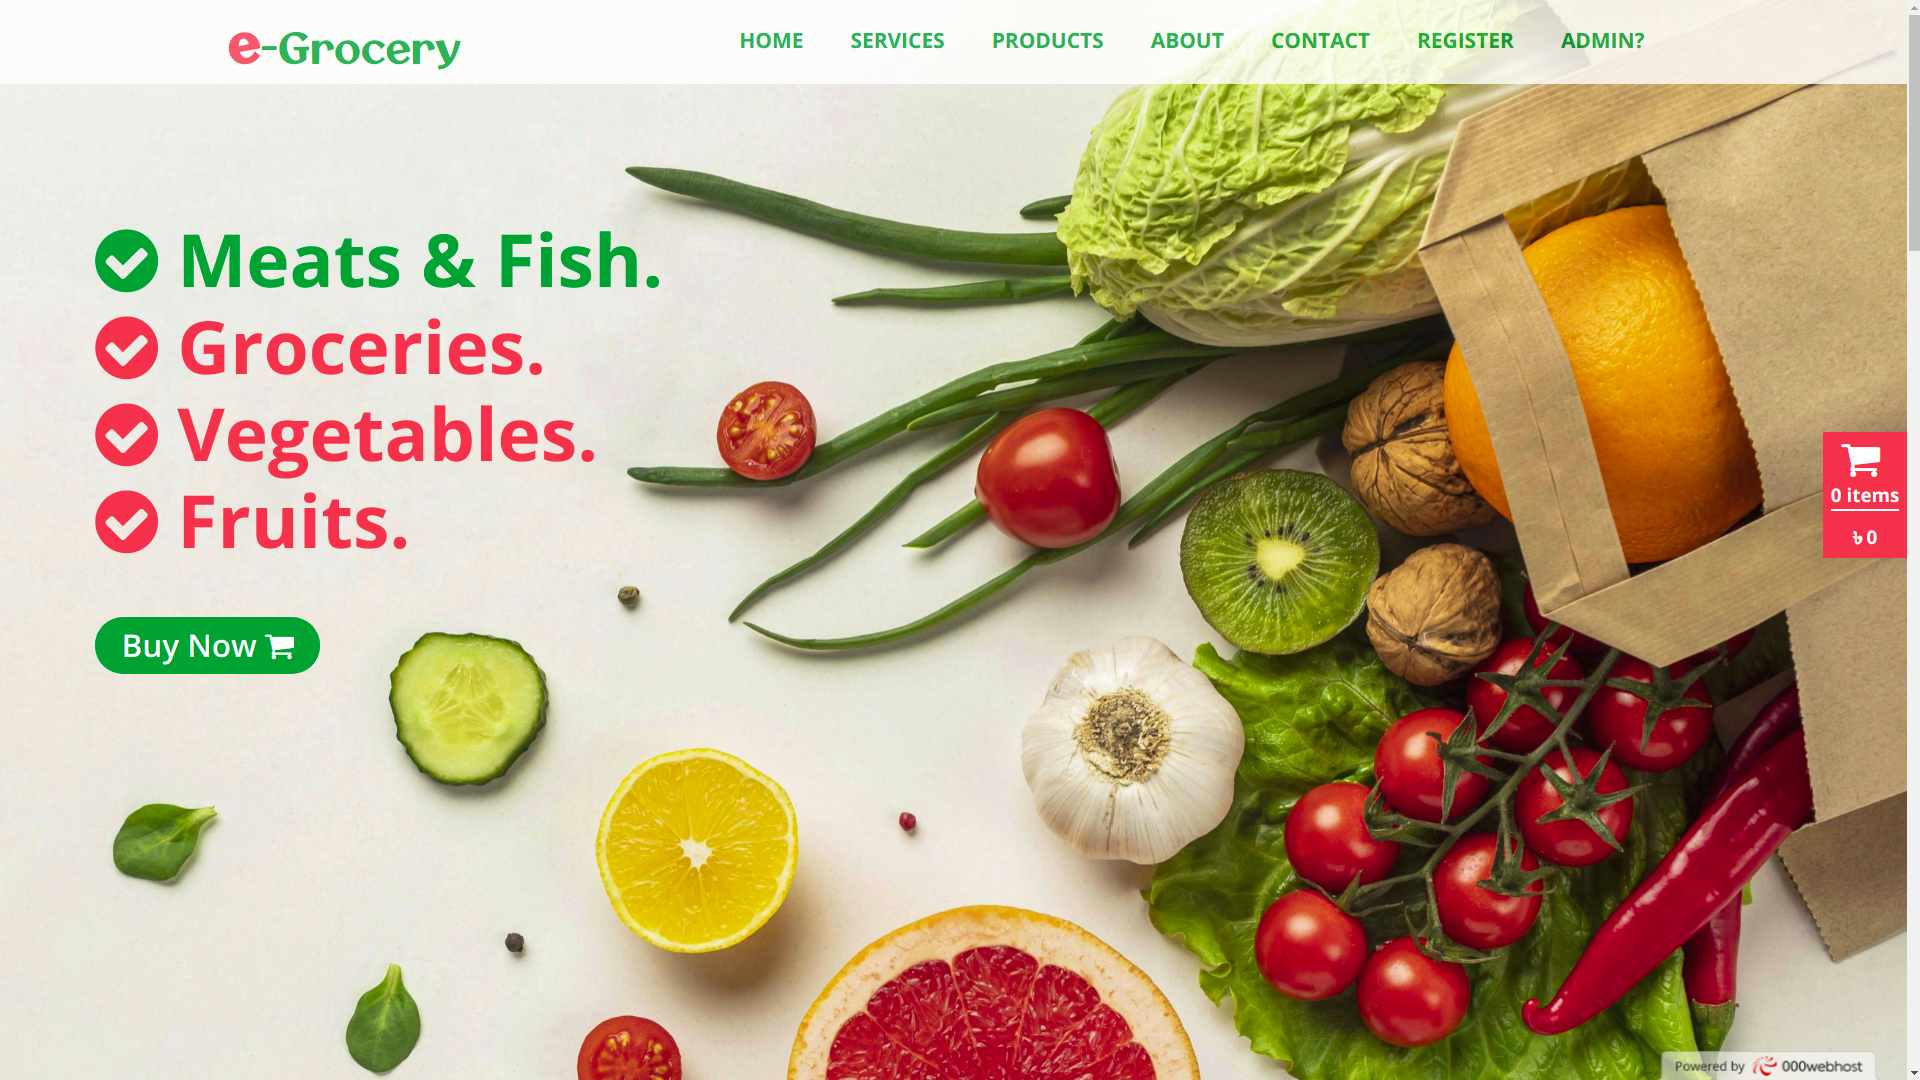 e-Grocery
HOME SERVICES PRODUCTS ABOUT CONTACT REGISTER ADMIN?
Meats & Fish.
Groceries.
Vegetables.
Fruits.
Buy Now
0 items
৳ 0
Powered by 000webhost